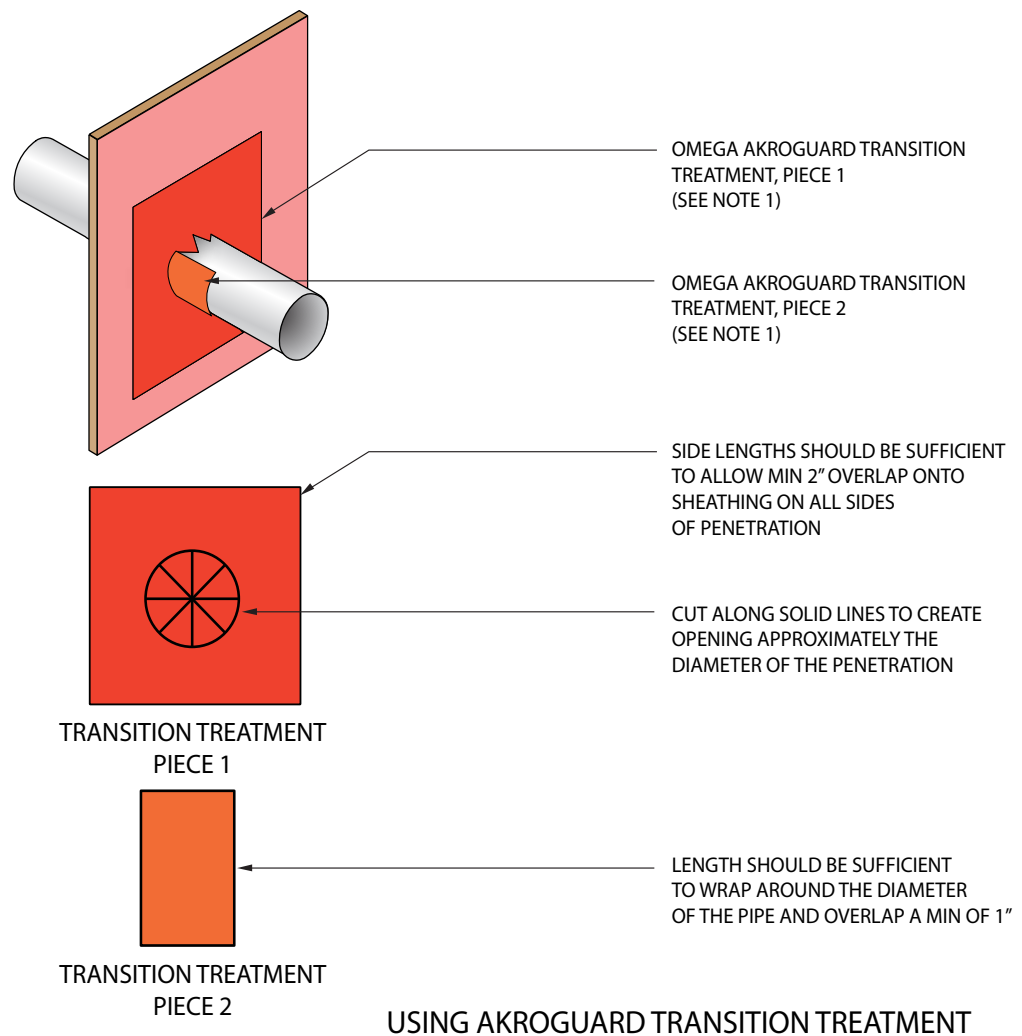 OMEGA AKROGUARD TRANSITION
TREATMENT, PIECE 1
(SEE NOTE 1)
OMEGA AKROGUARD TRANSITION
TREATMENT, PIECE 2
(SEE NOTE 1)
SIDE LENGTHS SHOULD BE SUFFICIENT
TO ALLOW MIN 2” OVERLAP ONTO
SHEATHING ON ALL SIDES
OF PENETRATION
CUT ALONG SOLID LINES TO CREATE
OPENING APPROXIMATELY THE
DIAMETER OF THE PENETRATION
TRANSITION TREATMENT
PIECE 1
LENGTH SHOULD BE SUFFICIENT
TO WRAP AROUND THE DIAMETER
OF THE PIPE AND OVERLAP A MIN OF 1”
TRANSITION TREATMENT
PIECE 2
USING AKROGUARD TRANSITION TREATMENT